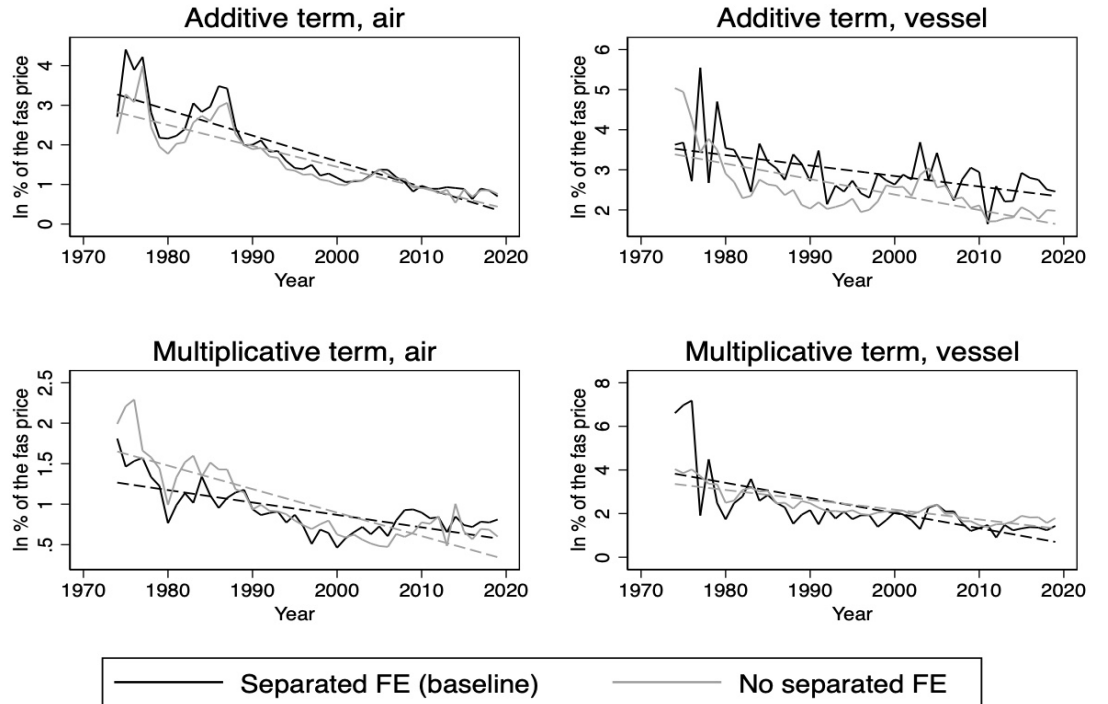 Additive term, air
In % of the fas price
4
3
2
1
0
1970 1980 1990 2000 2010 2020
Year
Additive term, vessel
In % of the fas price
6
5
4
3
2
1970 1980 1990 2000 2010 2020
Year
Multiplicative term, air
In % of the fas price
2.5
2
1.5
1
.5
1970 1980 1990 2000 2010 2020
Year
Multiplicative term, vessel
In % of the fas price
8
6
4
2
0
1970 1980 1990 2000 2010 2020
Year
Separated FE (baseline) No separated FE